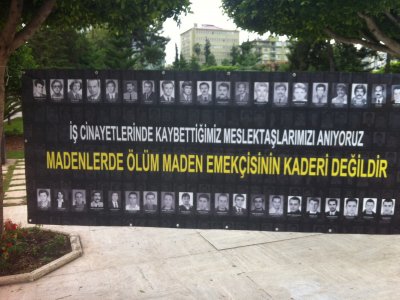 İŞ CİNAYETLERİNDE KAYBETTİĞİMİZ MESLEKTAŞLARIMIZI ANIYORUZ
MADENLERDE ÖLÜM MADEN EMEKÇİSİNİN KADERİ DEĞİLDİR